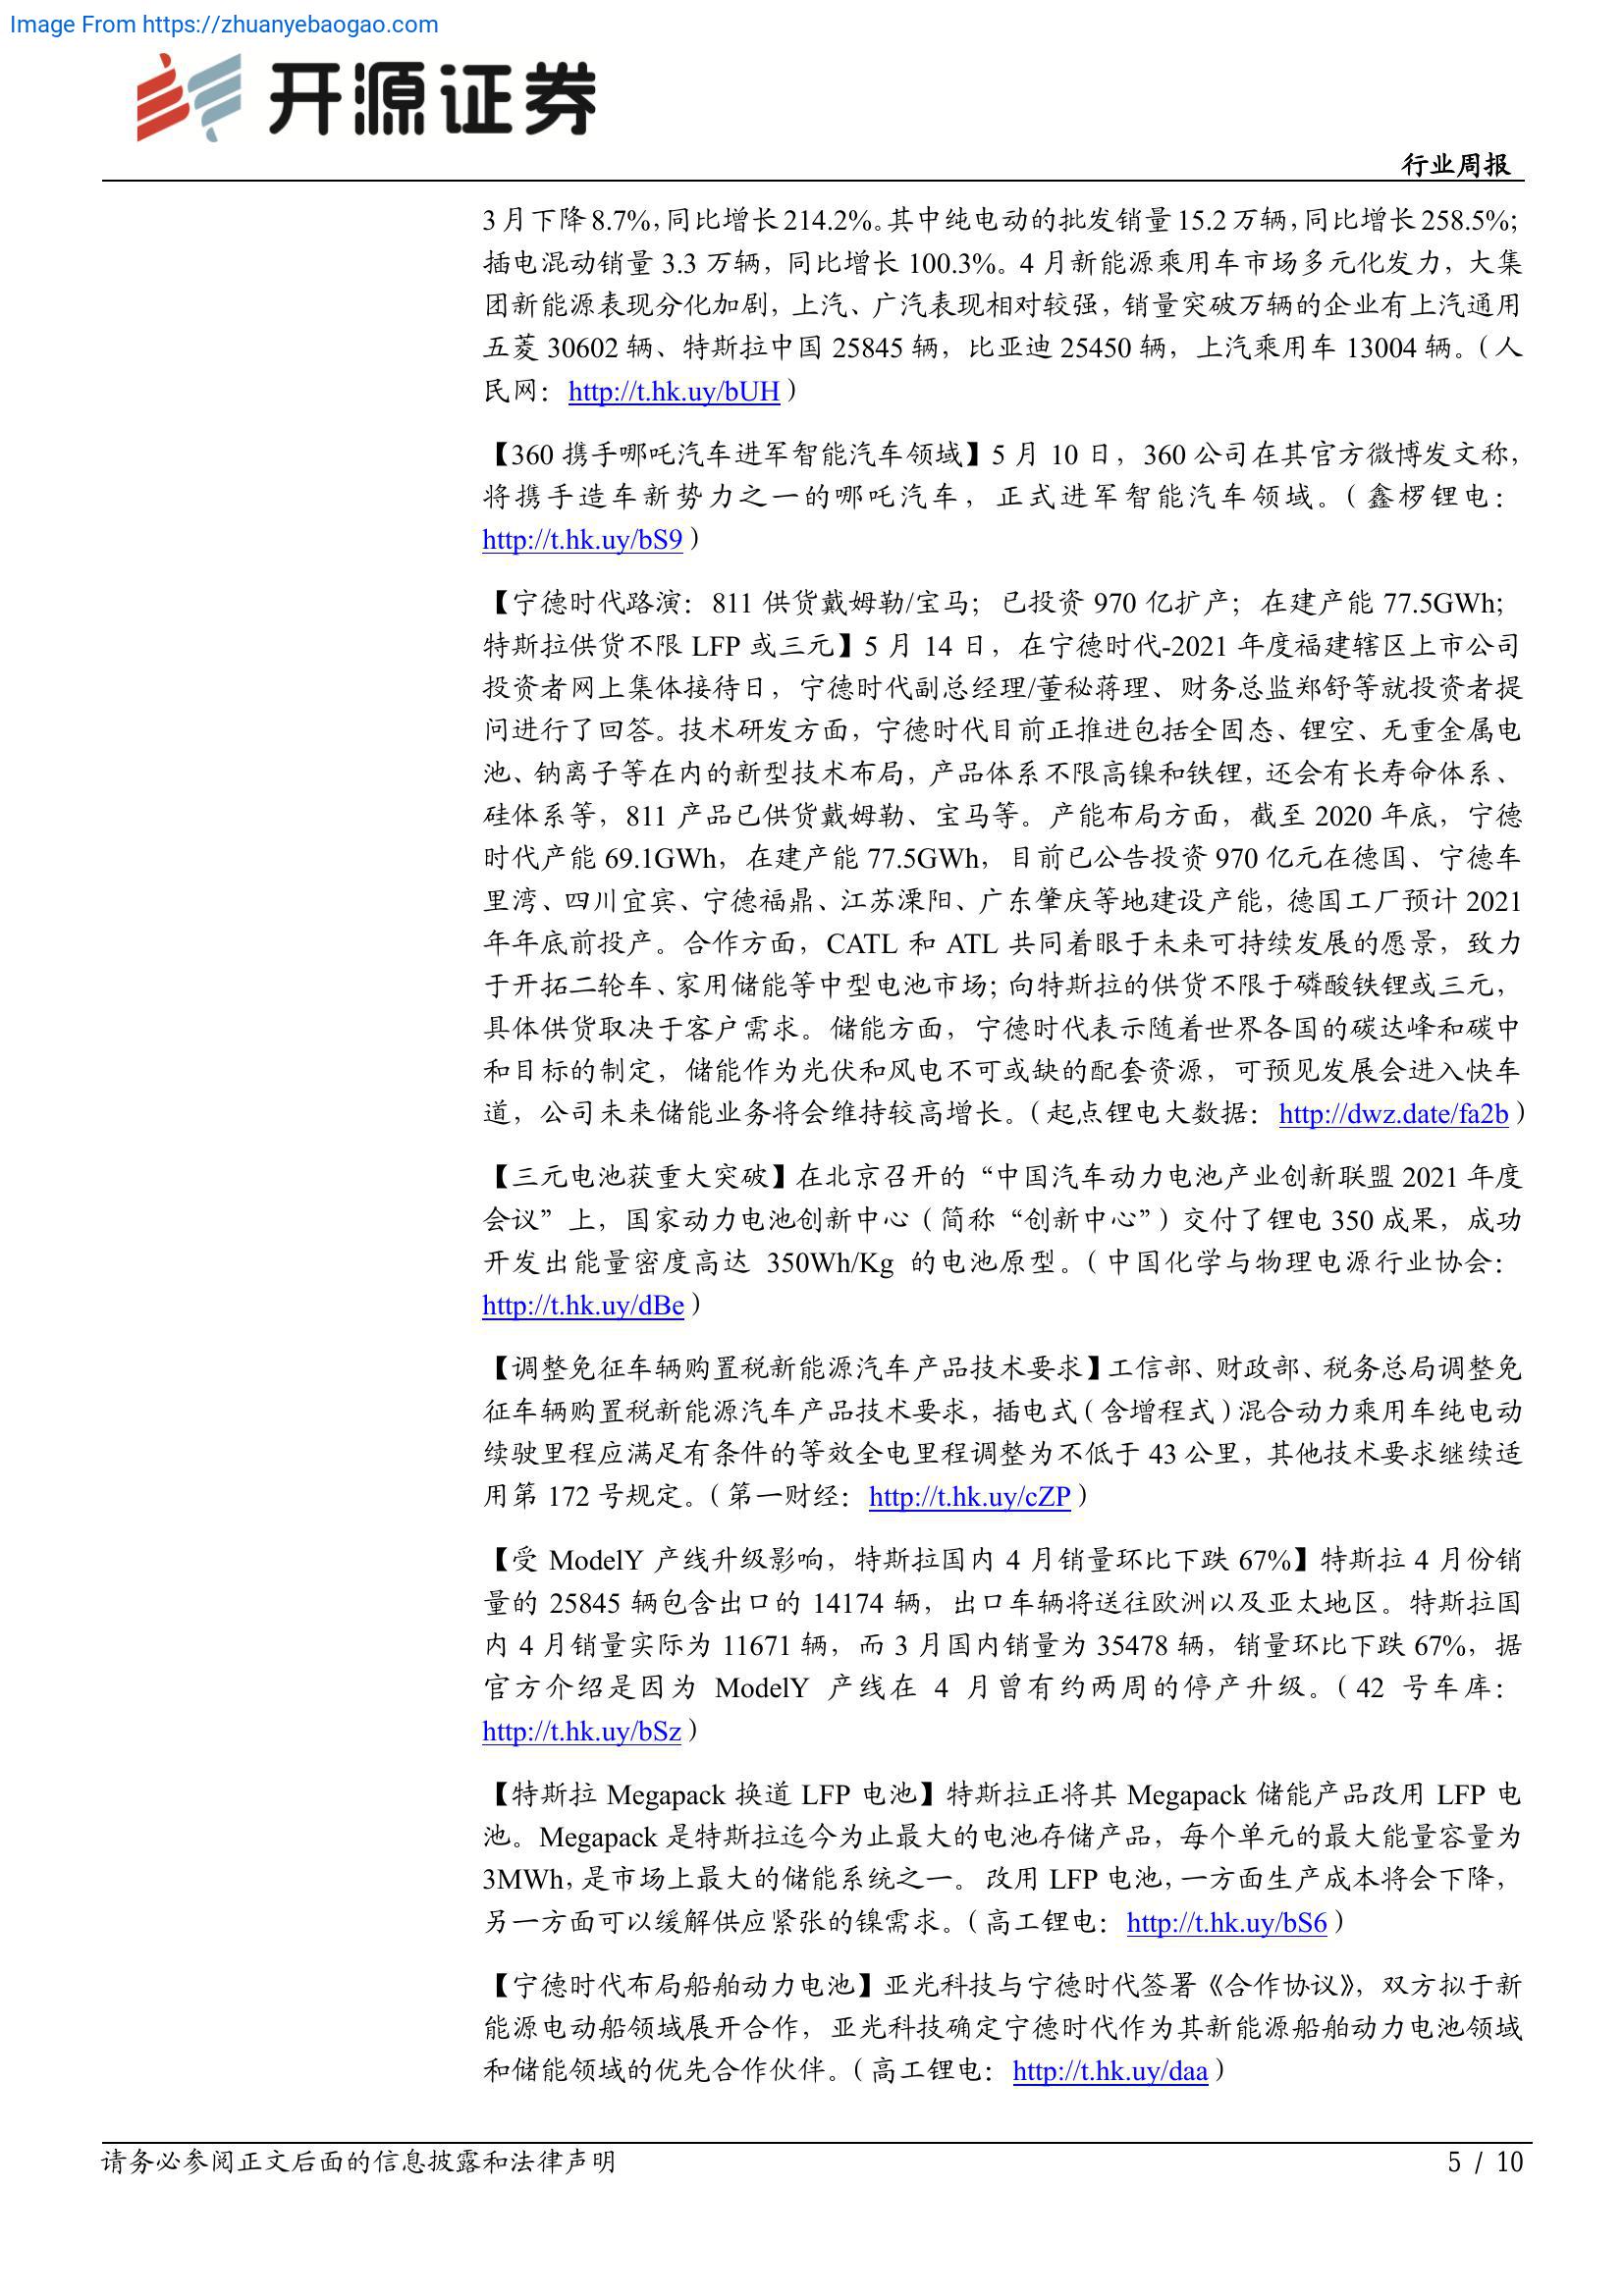 Image From https://zhuanyebaogao.com
开源证券
行业周报
3月下降8.7%,同比增长214.2%。其中纯电动的批发销量15.2万辆,同比增长258.5%;
插电混动销量 3.3 万辆，同比增长 100.3%。4 月新能源乘用车市场多元化发力，大集
团新能源表现分化加剧，上汽、广汽表现相对较强，销量突破万辆的企业有上汽通用
五菱 30602 辆、特斯拉中国 25845 辆，比亚迪 25450 辆，上汽乘用车 13004 辆。（人
民网：http://t.hk.uy/bUH）
【360 携手哪吒汽车进军智能汽车领域】5 月 10 日，360 公司在其官方微博发文称，
将携手造车新势力之一的哪吒汽车，正式进军智能汽车领域。（鑫椤锂电：
http://t.hk.uy/bS9）
【宁德时代路演：811 供货戴姆勒/宝马；已投资 970 亿扩产；在建产能 77.5GWh；
特斯拉供货不限 LFP 或三元】5 月 14 日，在宁德时代-2021 年度福建辖区上市公司
投资者网上集体接待日，宁德时代副总经理/董秘蒋理、财务总监郑舒等就投资者提
问进行了回答。技术研发方面，宁德时代目前正推进包括全固态、锂空、无重金属电
池、钠离子等在内的新型技术布局，产品体系不限高镍和铁锂，还会有长寿命体系、
硅体系等，811 产品已供货戴姆勒、宝马等。产能布局方面，截至 2020 年底，宁德
时代产能 69.1GWh，在建产能 77.5GWh，目前已公告投资 970 亿元在德国、宁德车
里湾、四川宜宾、宁德福鼎、江苏溧阳、广东肇庆等地建设产能，德国工厂预计 2021
年年底前投产。合作方面，CATL 和 ATL 共同着眼于未来可持续发展的愿景，致力
于开拓二轮车、家用储能等中型电池市场；向特斯拉的供货不限于磷酸铁锂或三元，
具体供货取决于客户需求。储能方面，宁德时代表示随着世界各国的碳达峰和碳中
和目标的制定，储能作为光伏和风电不可或缺的配套资源，可预见发展会进入快车
道，公司未来储能业务将会维持较高增长。（起点锂电大数据：http://dwz.date/fa2b）
【三元电池获重大突破】在北京召开的“中国汽车动力电池产业创新联盟 2021 年度
会议”上，国家动力电池创新中心（简称“创新中心”）交付了锂电 350 成果，成功
开发出能量密度高达 350Wh/Kg 的电池原型。（中国化学与物理电源行业协会：
http://t.hk.uy/dBe）
【调整免征车辆购置税新能源汽车产品技术要求】工信部、财政部、税务总局调整免
征车辆购置税新能源汽车产品技术要求，插电式（含增程式）混合动力乘用车纯电动
续驶里程应满足有条件的等效全电里程调整为不低于 43 公里，其他技术要求继续适
用第 172 号规定。（第一财经：http://t.hk.uy/cZP）
【受 ModelY 产线升级影响，特斯拉国内 4 月销量环比下跌 67%】特斯拉 4 月份销
量的 25845 辆包含出口的 14174 辆，出口车辆将送往欧洲以及亚太地区。特斯拉国
内 4 月销量实际为 11671 辆，而 3 月国内销量为 35478 辆，销量环比下跌 67%，据
官方介绍是因为 ModelY 产线在 4 月曾有约两周的停产升级。（42 号车库：
http://t.hk.uy/bSz）
【特斯拉 Megapack 换道 LFP 电池】特斯拉正将其 Megapack 储能产品改用 LFP 电
池。Megapack 是特斯拉迄今为止最大的电池存储产品，每个单元的最大能量容量为
3MWh，是市场上最大的储能系统之一。改用 LFP 电池，一方面生产成本将会下降，
另一方面可以缓解供应紧张的镍需求。（高工锂电：http://t.hk.uy/bS6）
【宁德时代布局船舶动力电池】亚光科技与宁德时代签署《合作协议》，双方拟于新
能源电动船领域展开合作，亚光科技确定宁德时代作为其新能源船舶动力电池领域
和储能领域的优先合作伙伴。（高工锂电：http://t.hk.uy/daa）
请务必参阅正文后面的信息披露和法律声明
5 / 10